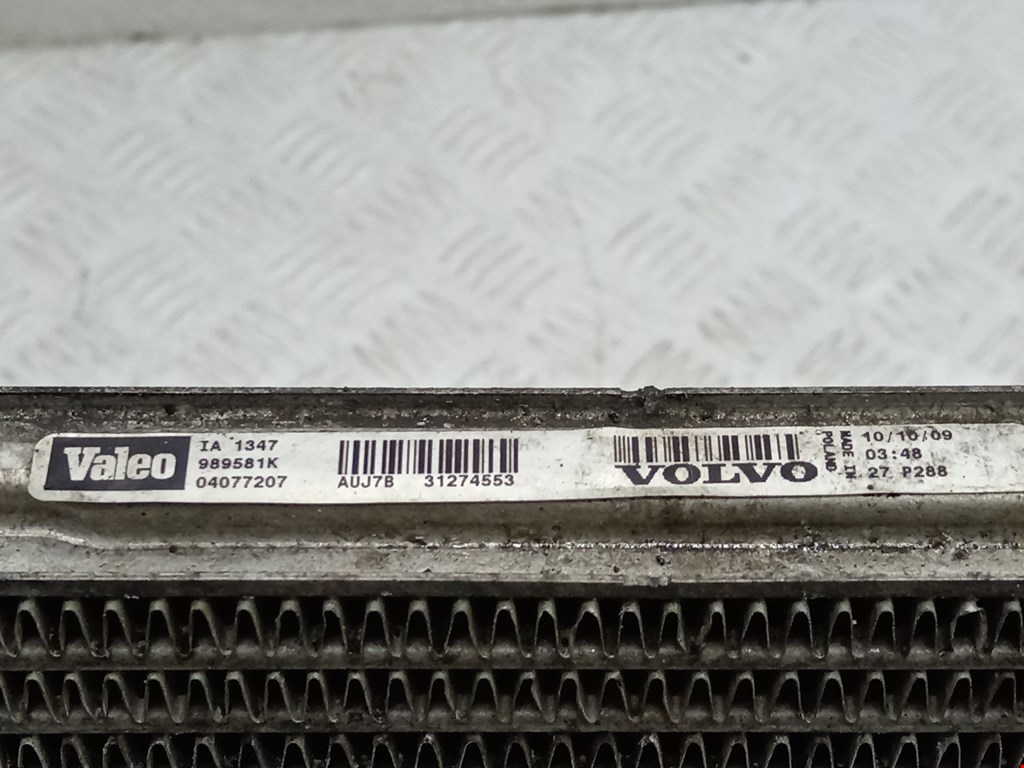 Valeo
IA 1347
989581K
04077207
AUJ7B 31274553
VOLVO
MADE IN
POLAND
10/10/09
03:48
27 P288